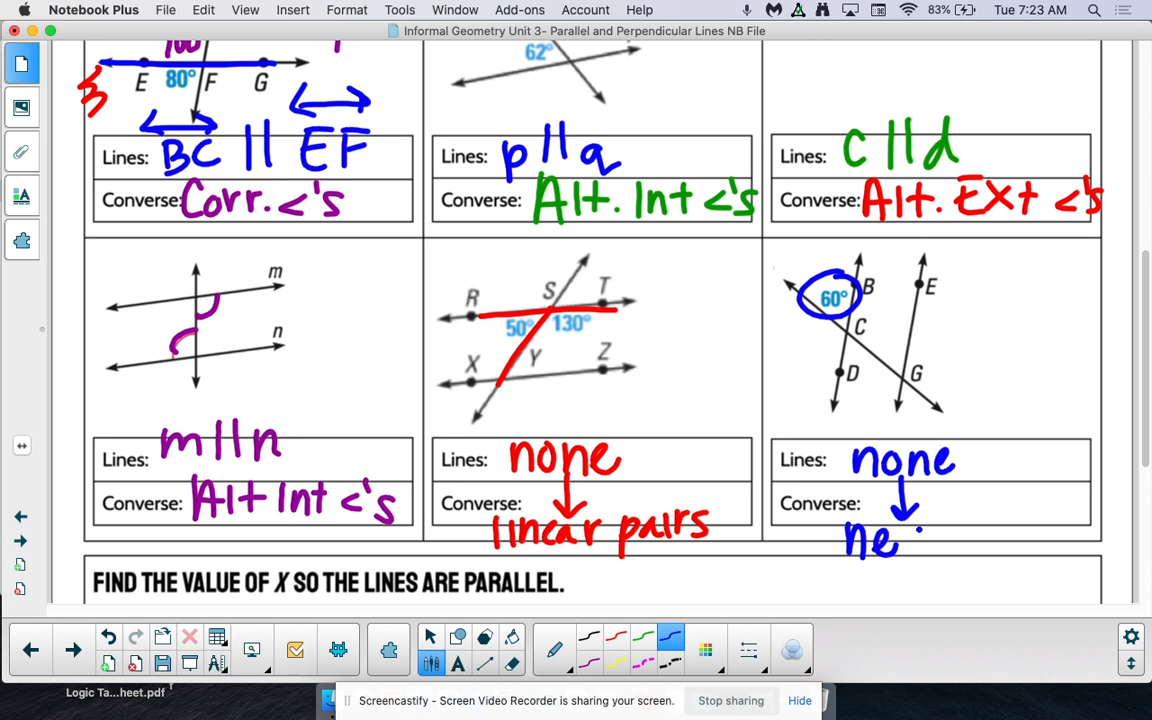 Notebook Plus File Edit View Insert Format Tools Window Add-ons Account Help 83% Tue 7:23 AM
Informal Geometry Unit 3- Parallel and Perpendicular Lines NB File
E 80° F G
62°
Lines: BC || EF
Converse: Corr. <'s
Lines: p||q
Converse: Alt. Int <'s
Lines: c||d
Converse: Alt. Ext <'s
m
n
Lines: m||n
Converse: Alt Int <'s
R S T
50° 130°
X Y Z
Lines: none
Converse:
linear pairs
60° B E
C
D G
Lines: none
Converse:
ne
FIND THE VALUE OF X SO THE LINES ARE PARALLEL.
Logic Ta...heet.pdf
Screencastify - Screen Video Recorder is sharing your screen. Stop sharing Hide